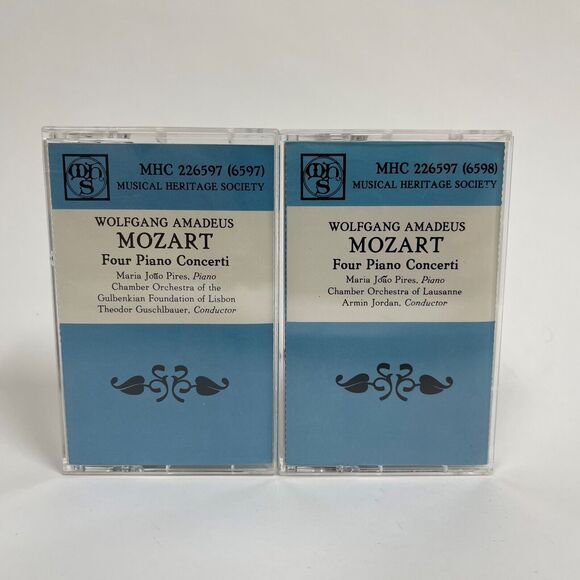 mhs
MHC 226597 (6597)
MUSICAL HERITAGE SOCIETY
WOLFGANG AMADEUS
MOZART
Four Piano Concerti
Maria João Pires, Piano
Chamber Orchestra of the
Gulbenkian Foundation of Lisbon
Theodor Guschlbauer, Conductor
mhs
MHC 226597 (6598)
MUSICAL HERITAGE SOCIETY
WOLFGANG AMADEUS
MOZART
Four Piano Concerti
Maria João Pires, Piano
Chamber Orchestra of Lausanne
Armin Jordan, Conductor